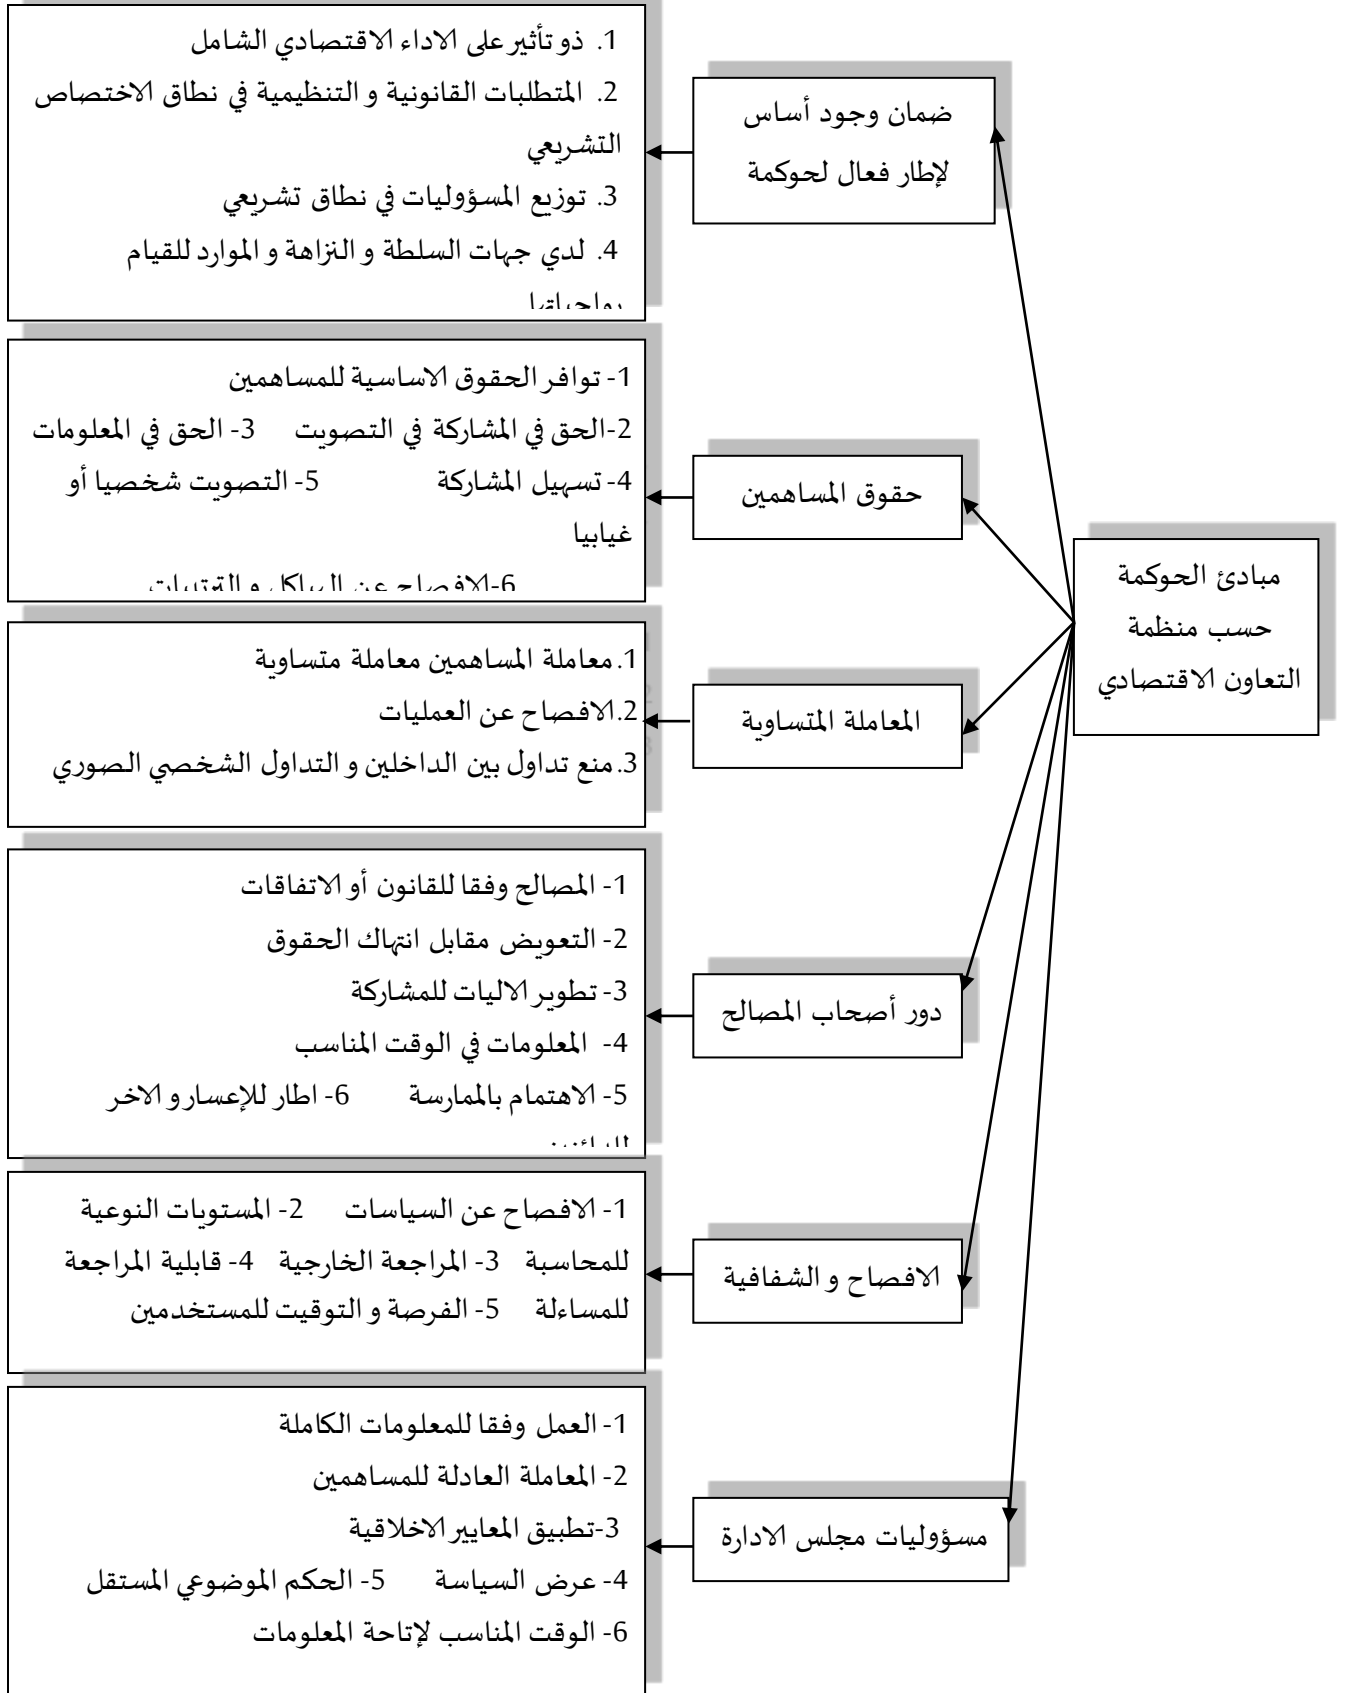 مبادئ الحوكمة
حسب منظمة
التعاون الاقتصادي
ضمان وجود أساس
لإطار فعال لحوكمة
1. ذو تأثير على الاداء الاقتصادي الشامل
2. المتطلبات القانونية و التنظيمية في نطاق الاختصاص
التشريعي
3. توزيع المسؤوليات في نطاق تشريعي
4. لدي جهات السلطة و النزاهة و الموارد للقيام
بواجباتها
حقوق المساهمين
1- توافر الحقوق الاساسية للمساهمين
2-الحق في المشاركة في التصويت 3- الحق في المعلومات
4- تسهيل المشاركة 5- التصويت شخصيا أو
غيابيا
6-الافصاح عن الهياكل و الترتيبات
المعاملة المتساوية
1. معاملة المساهمين معاملة متساوية
2. الافصاح عن العمليات
3. منع تداول بين الداخلين و التداول الشخصي الصوري
دور أصحاب المصالح
1- المصالح وفقا للقانون أو الاتفاقات
2- التعويض مقابل انتهاك الحقوق
3- تطوير الاليات للمشاركة
4- المعلومات في الوقت المناسب
5- الاهتمام بالممارسة 6- اطار للإعسار و الاخر
الافصاح و الشفافية
1- الافصاح عن السياسات 2- المستويات النوعية
للمحاسبة 3- المراجعة الخارجية 4- قابلية المراجعة
للمساءلة 5- الفرصة و التوقيت للمستخدمين
مسؤوليات مجلس الادارة
1- العمل وفقا للمعلومات الكاملة
2- المعاملة العادلة للمساهمين
3-تطبيق المعايير الاخلاقية
4- عرض السياسة 5- الحكم الموضوعي المستقل
6- الوقت المناسب لإتاحة المعلومات